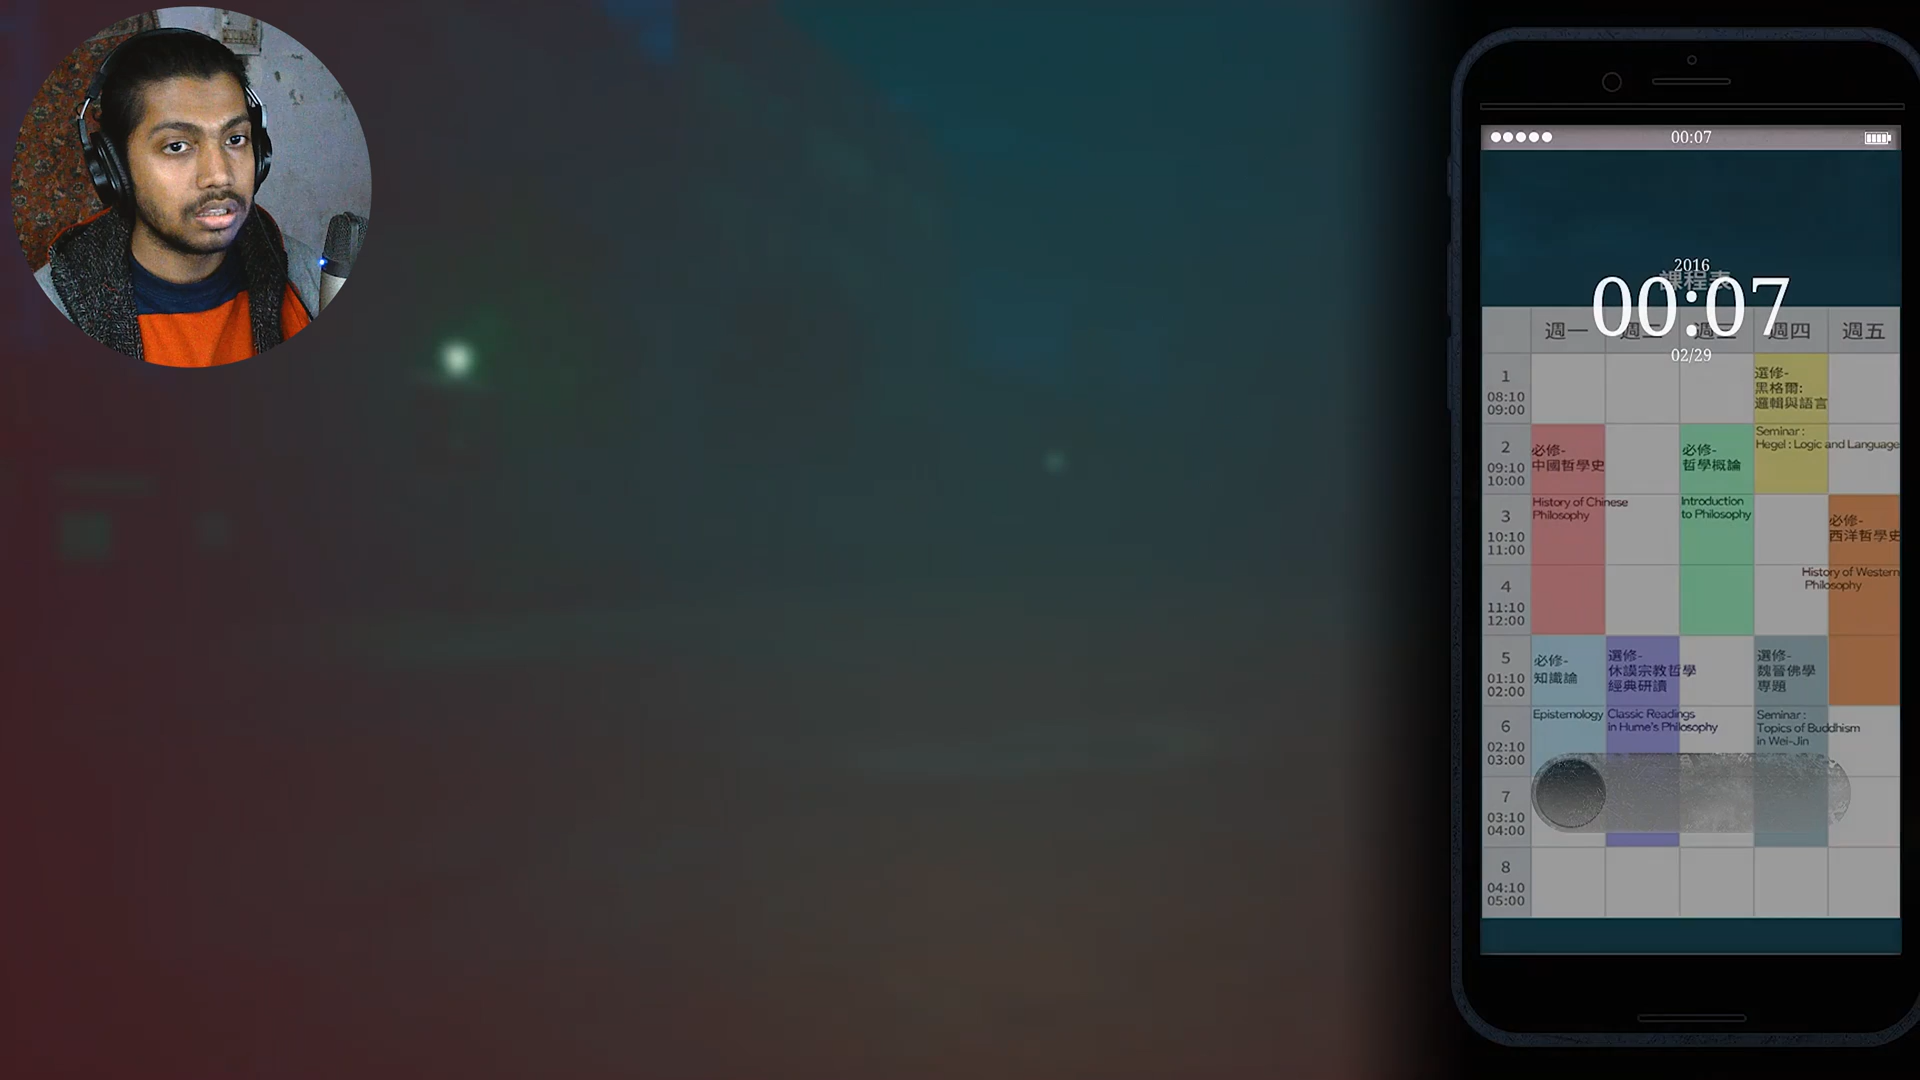 00:07
2016
課程表
00:07
02/29
週一 週二 週三 週四 週五
1
08:10
09:00
選修-
黑格爾:
邏輯與語言
Seminar :
Hegel : Logic and Language
2
09:10
10:00
必修-
中國哲學史
History of Chinese
Philosophy
必修-
哲學概論
Introduction
to Philosophy
3
10:10
11:00
必修-
西洋哲學史
History of Western
Philosophy
4
11:10
12:00
5
01:10
02:00
必修-
知識論
Epistemology
選修-
休謨宗教哲學
經典研讀
Classic Readings
in Hume's Philosophy
選修-
魏晉佛學
專題
Seminar :
Topics of Buddhism
in Wei-Jin
6
02:10
03:00
7
03:10
04:00
8
04:10
05:00